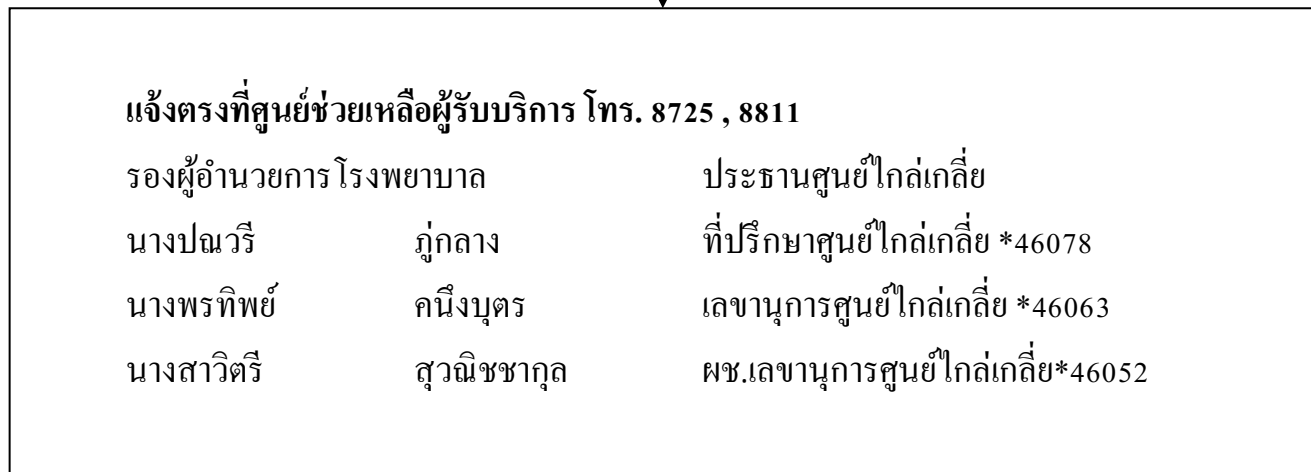 แจ้งตรงที่ศูนย์ช่วยเหลือผู้รับบริการ โทร. 8725 , 8811
รองผู้อำนวยการโรงพยาบาล ประธานศูนย์ไกล่เกลี่ย
นางปณวรี ภู่กลาง ที่ปรึกษาศูนย์ไกล่เกลี่ย *46078
นางพรทิพย์ คนึงบุตร เลขานุการศูนย์ไกล่เกลี่ย *46063
นางสาวิตรี สุวณิชชากุล ผช.เลขานุการศูนย์ไกล่เกลี่ย*46052